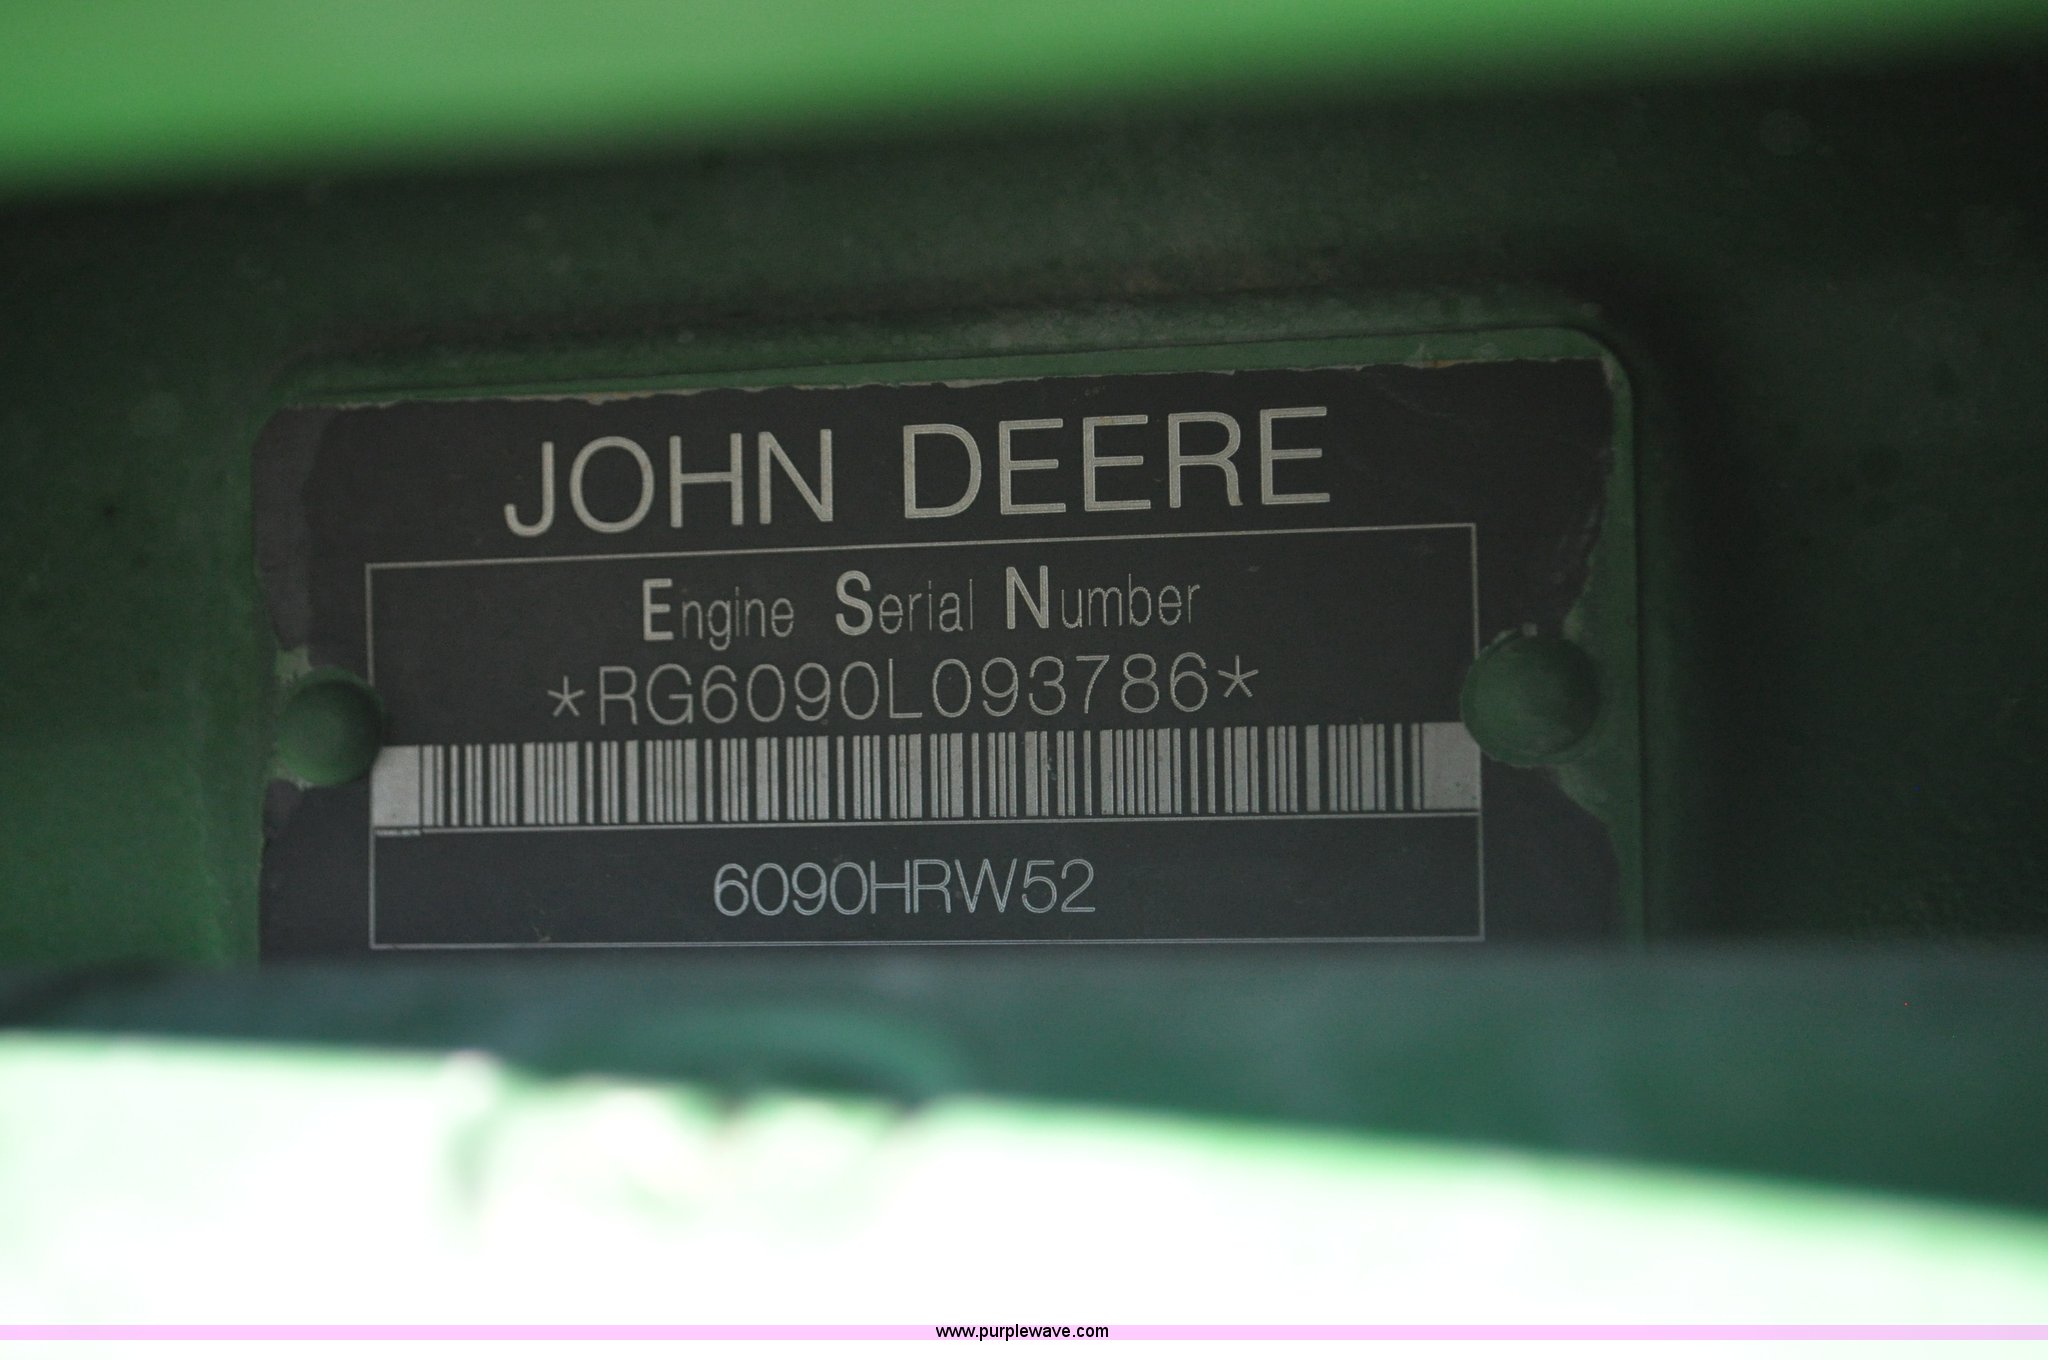 JOHN DEERE
Engine Serial Number
*RG6090L093786*
6090HRW52
www.purplewave.com